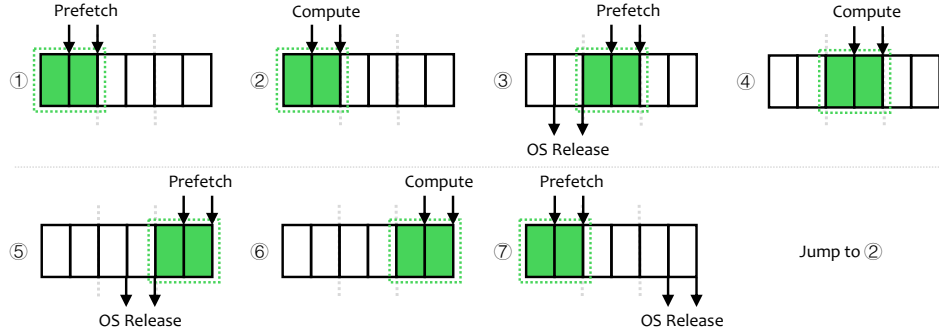 Prefetch
Compute
Prefetch
Compute
①
②
③
④
OS Release
Prefetch
Compute
Prefetch
⑤
⑥
⑦
Jump to ②
OS Release
OS Release